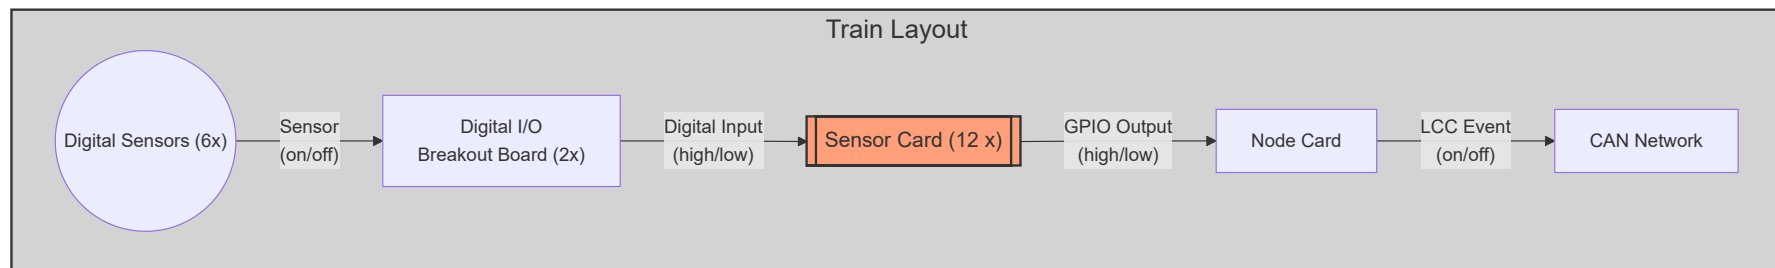 Train Layout
Digital Sensors (6x)
Sensor
(on/off)
Digital I/O
Breakout Board (2x)
Digital Input
(high/low)
Sensor Card (12 x)
GPIO Output
(high/low)
Node Card
LCC Event
(on/off)
CAN Network